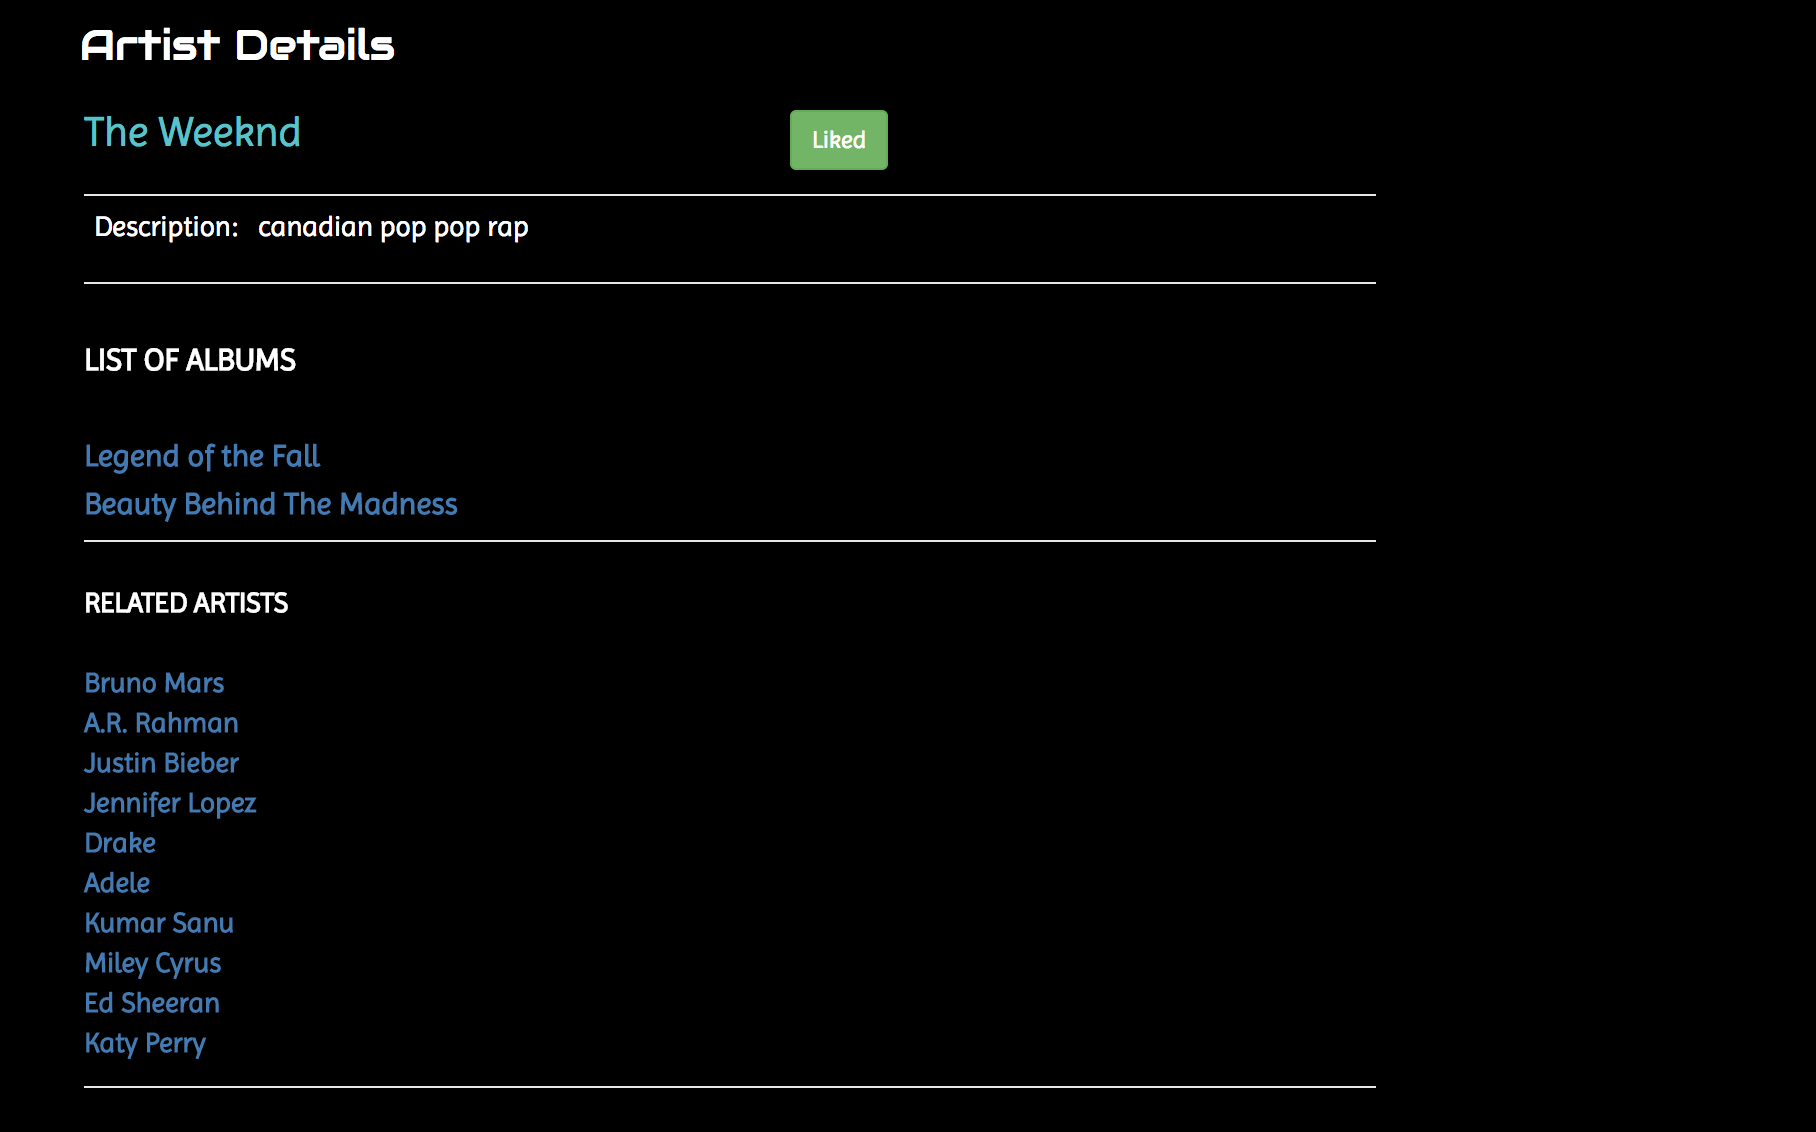 Artist Details
The Weeknd
Liked
Description: canadian pop pop rap
LIST OF ALBUMS
Legend of the Fall
Beauty Behind The Madness
RELATED ARTISTS
Bruno Mars
A.R. Rahman
Justin Bieber
Jennifer Lopez
Drake
Adele
Kumar Sanu
Miley Cyrus
Ed Sheeran
Katy Perry